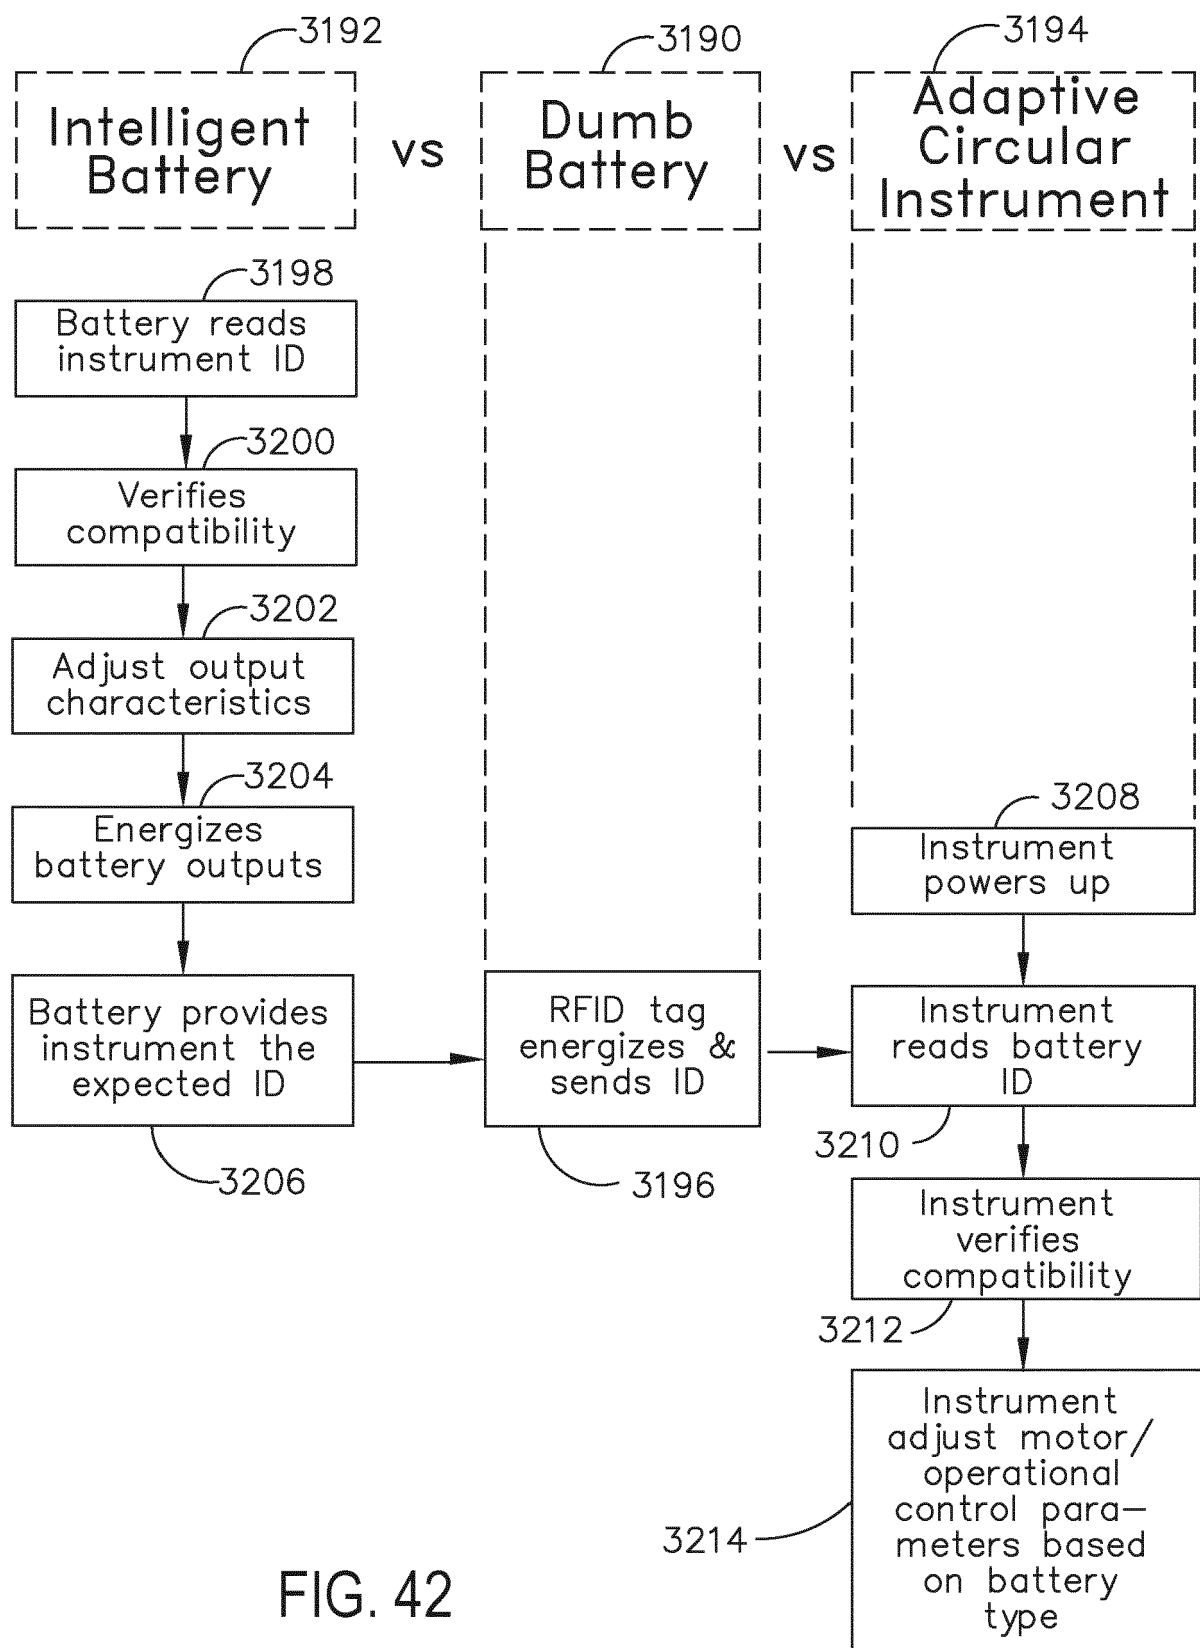 3192
3190
3194
Intelligent
Battery
vs
Dumb
Battery
vs
Adaptive
Circular
Instrument
3198
Battery reads
instrument ID
3200
Verifies
compatibility
3202
Adjust output
characteristics
3204
Energizes
battery outputs
Battery provides
instrument the
expected ID
3206
RFID tag
energizes &
sends ID
3196
3208
Instrument
powers up
Instrument
reads battery
ID
3210
Instrument
verifies
compatibility
3212
Instrument
adjust motor/
operational
control para-
meters based
on battery
type
3214
FIG. 42